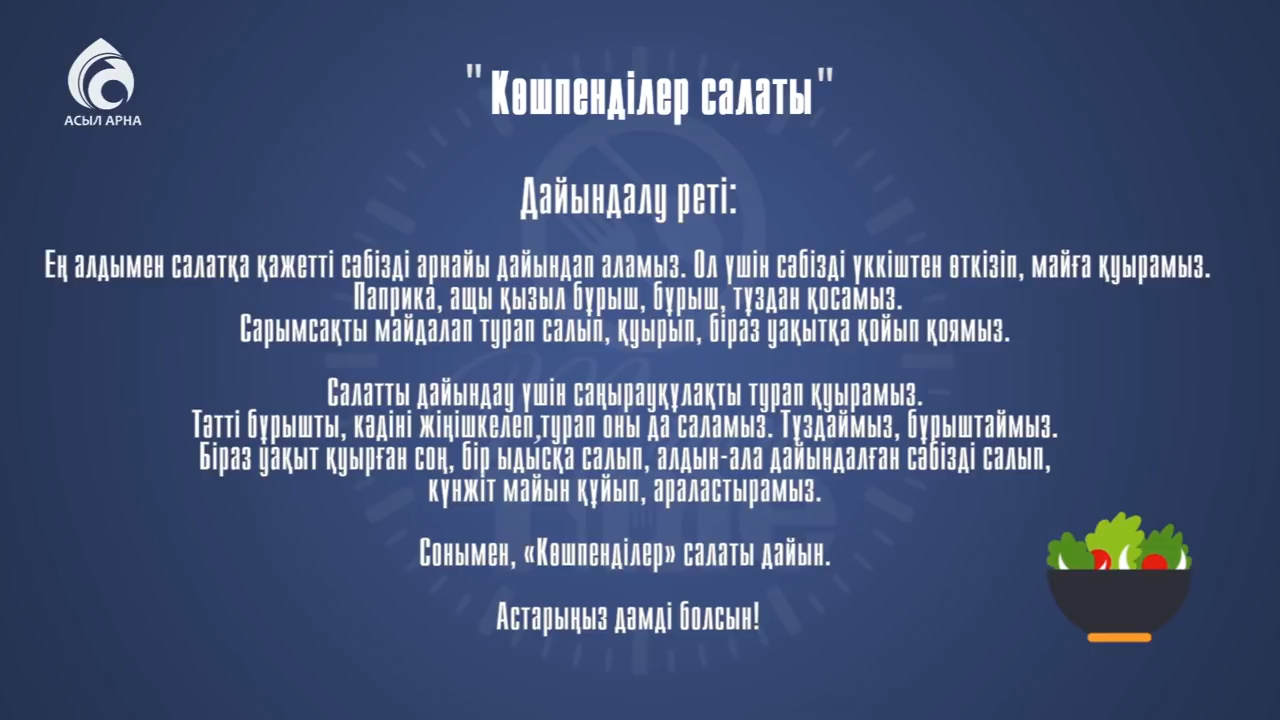 АСЫЛ АРНА
"Көшпенділер салаты"
Дайындалу реті:
Ең алдымен салатқа қажетті сәбізді арнайы дайындап аламыз. Ол үшін сәбізді үккіштен өткізіп, майға қуырамыз.
Паприка, ащы қызыл бұрыш, бұрыш, тұздан қосамыз.
Сарымсақты майдалап турап салып, қуырып, біраз уақытқа қойып қоямыз.
Салатты дайындау үшін саңырауқұлақты турап қуырамыз.
Тәтті бұрышты, кәдіні жіңішкелеп,турап оны да саламыз. Тұздаймыз, бұрыштаймыз.
Біраз уақыт қуырған соң, бір ыдысқа салып, алдын-ала дайындалған сәбізді салып,
күнжіт майын құйып, араластырамыз.
Сонымен, «Көшпенділер» салаты дайын.
Астарыңыз дәмді болсын!